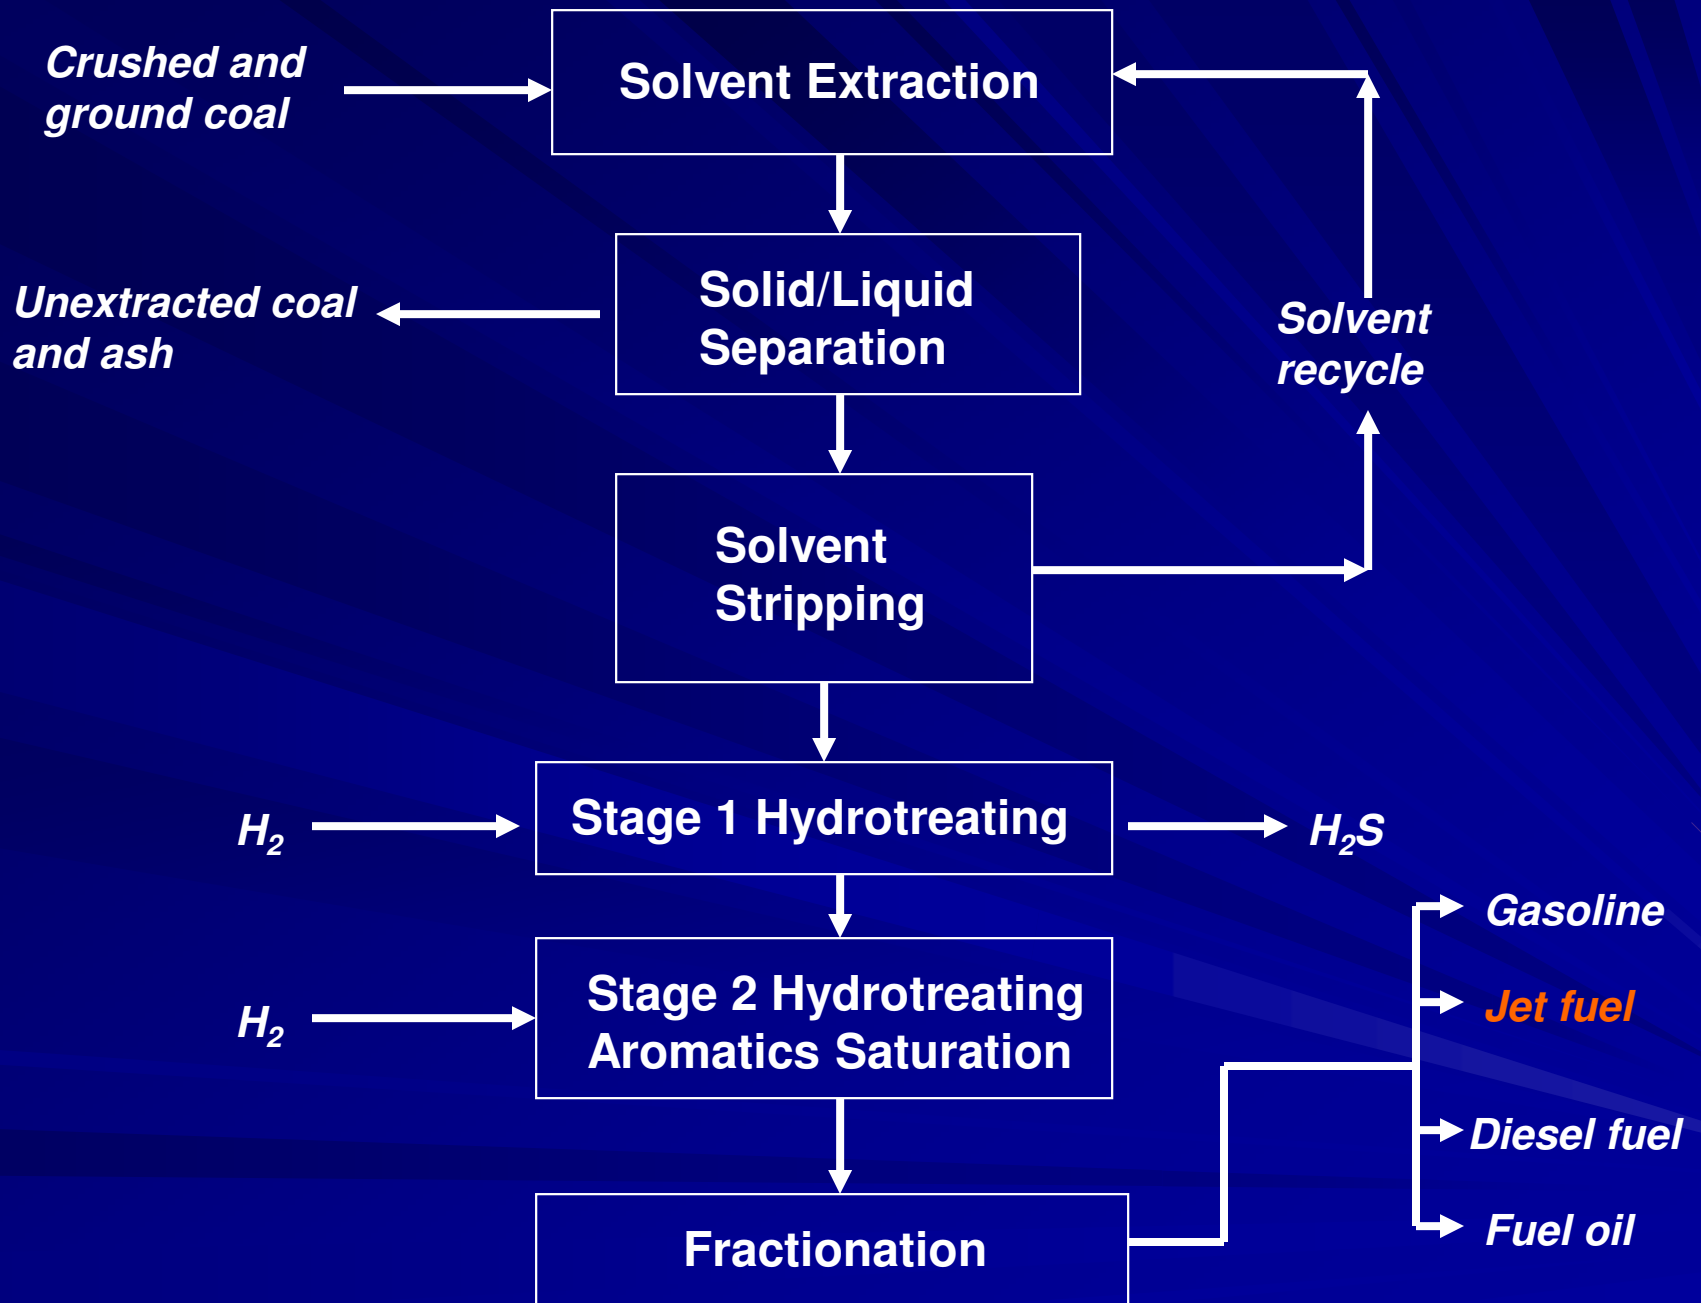 Crushed and
ground coal
Solvent Extraction
Unextracted coal
and ash
Solid/Liquid
Separation
Solvent
recycle
Solvent
Stripping
H₂
Stage 1 Hydrotreating
H₂S
H₂
Stage 2 Hydrotreating
Aromatics Saturation
Gasoline
Jet fuel
Diesel fuel
Fuel oil
Fractionation